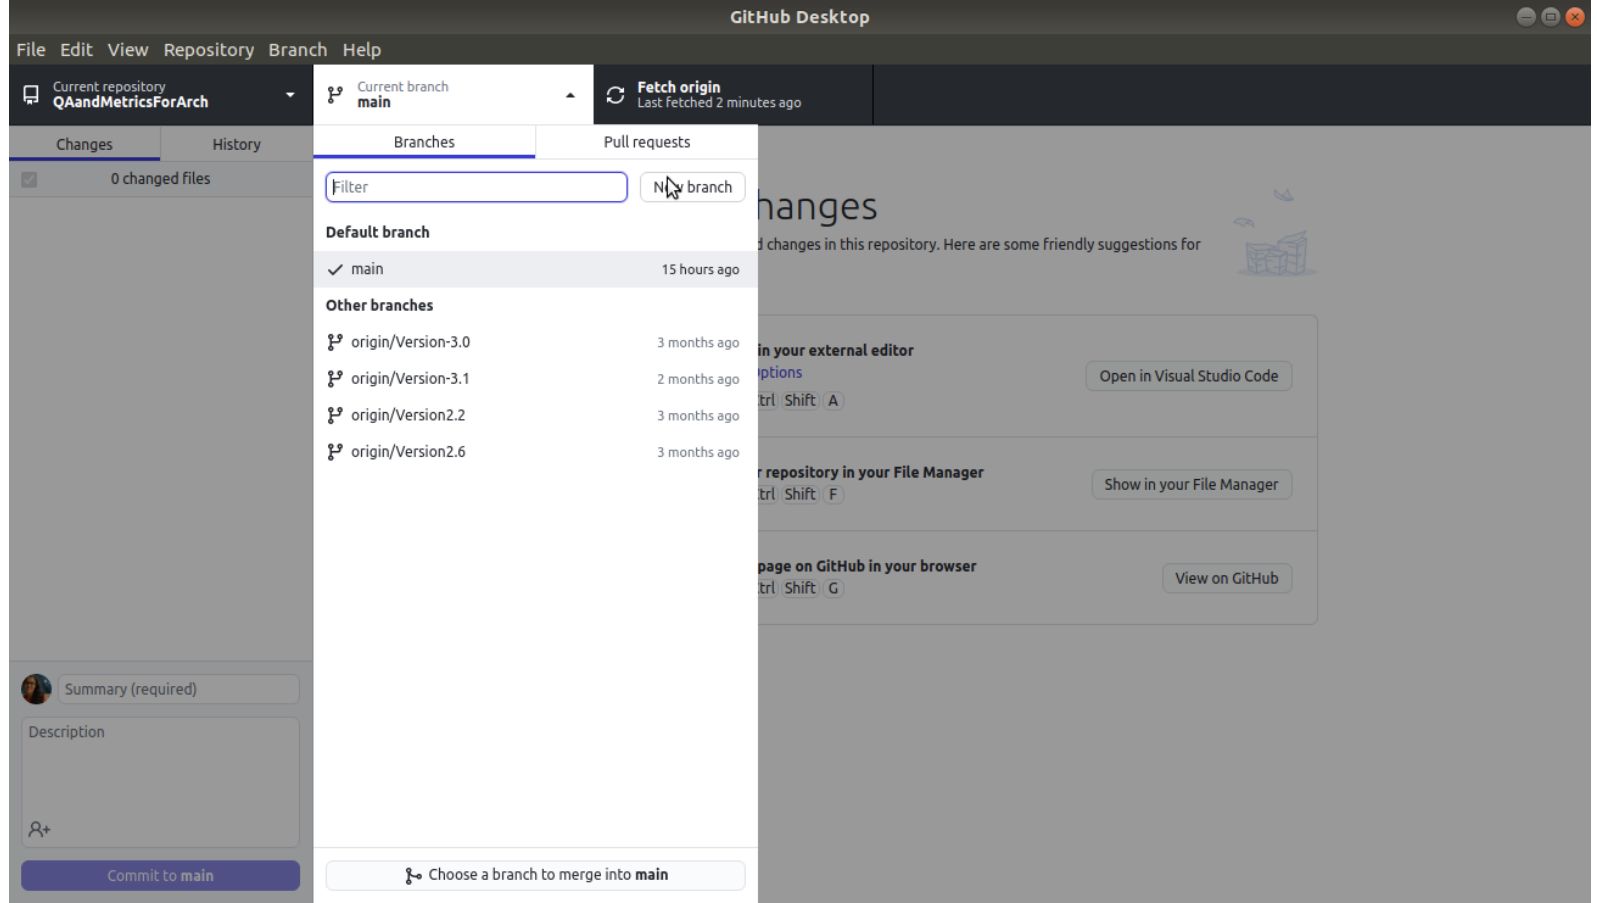 GitHub Desktop
File Edit View Repository Branch Help
Current repository
QAandMetricsForArch
Current branch
main
Fetch origin
Last fetched 2 minutes ago
Changes
History
0 changed files
Branches
Pull requests
Filter
New branch
Default branch
main
15 hours ago
Other branches
origin/Version-3.0
3 months ago
origin/Version-3.1
2 months ago
origin/Version2.2
3 months ago
origin/Version2.6
3 months ago
Choose a branch to merge into main
hanges
d changes in this repository. Here are some friendly suggestions for
in your external editor
ptions
trl Shift A
Open in Visual Studio Code
r repository in your File Manager
trl Shift F
Show in your File Manager
page on GitHub in your browser
trl Shift G
View on GitHub
Summary (required)
Description
Commit to main